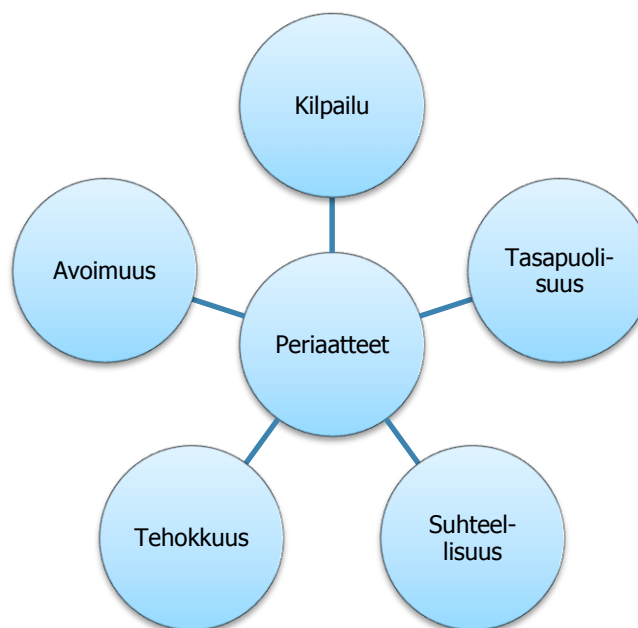 Kilpailu
Tasapuoli-
suus
Avoimuus
Periaatteet
Suhteel-
lisuus
Tehokkuus